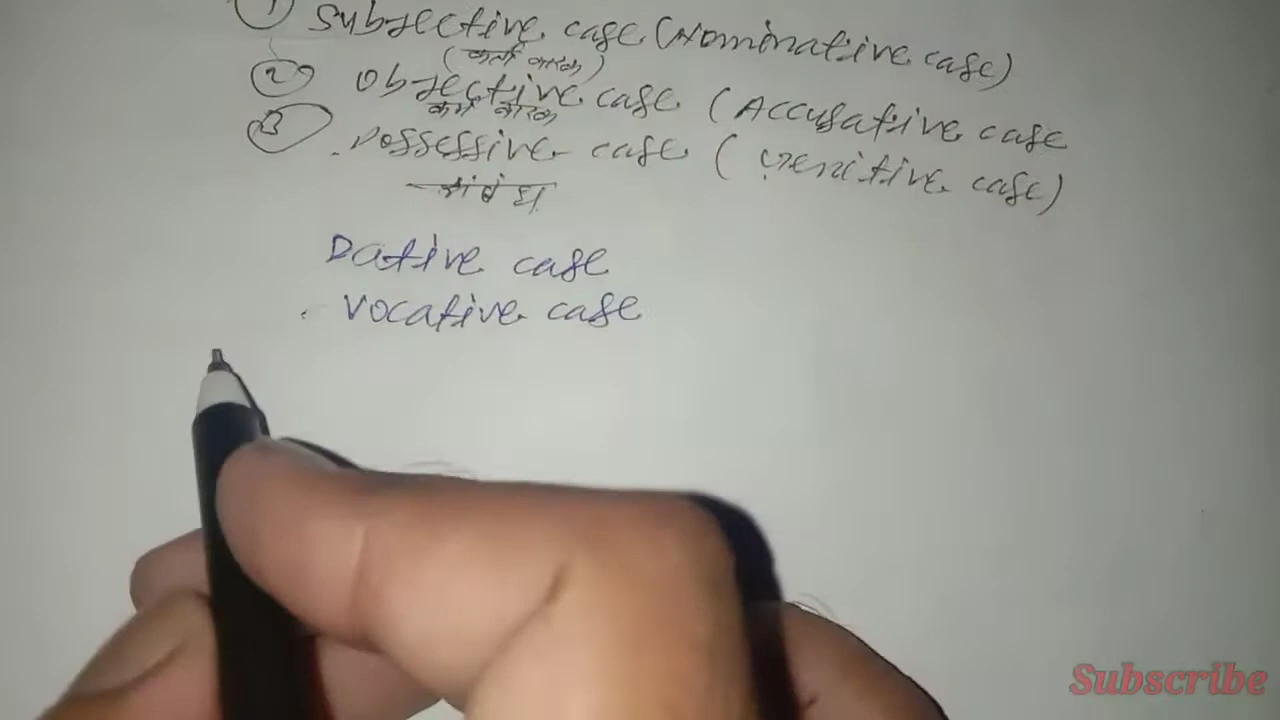 ① Subjective case (Nominative case)
(कर्ता कारक)
② Objective case (Accusative case
कर्म कारक
③ Possessive case (Genitive case)
संबंध
Dative case
Vocative case
Subscribe